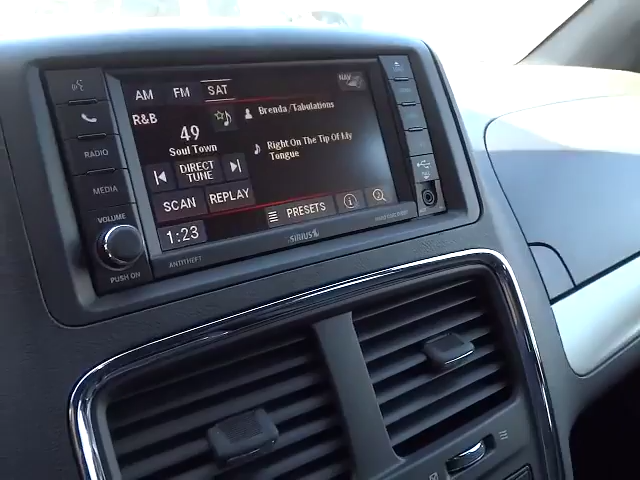 AM FM SAT
NAV
R&B
Brenda/Tabulations
49
Soul Town
Right On The Tip Of My
Tongue
DIRECT
TUNE
SCAN REPLAY
PRESETS
1:23
RADIO
MEDIA
VOLUME
PUSH ON
ANTITHEFT
SIRIUS